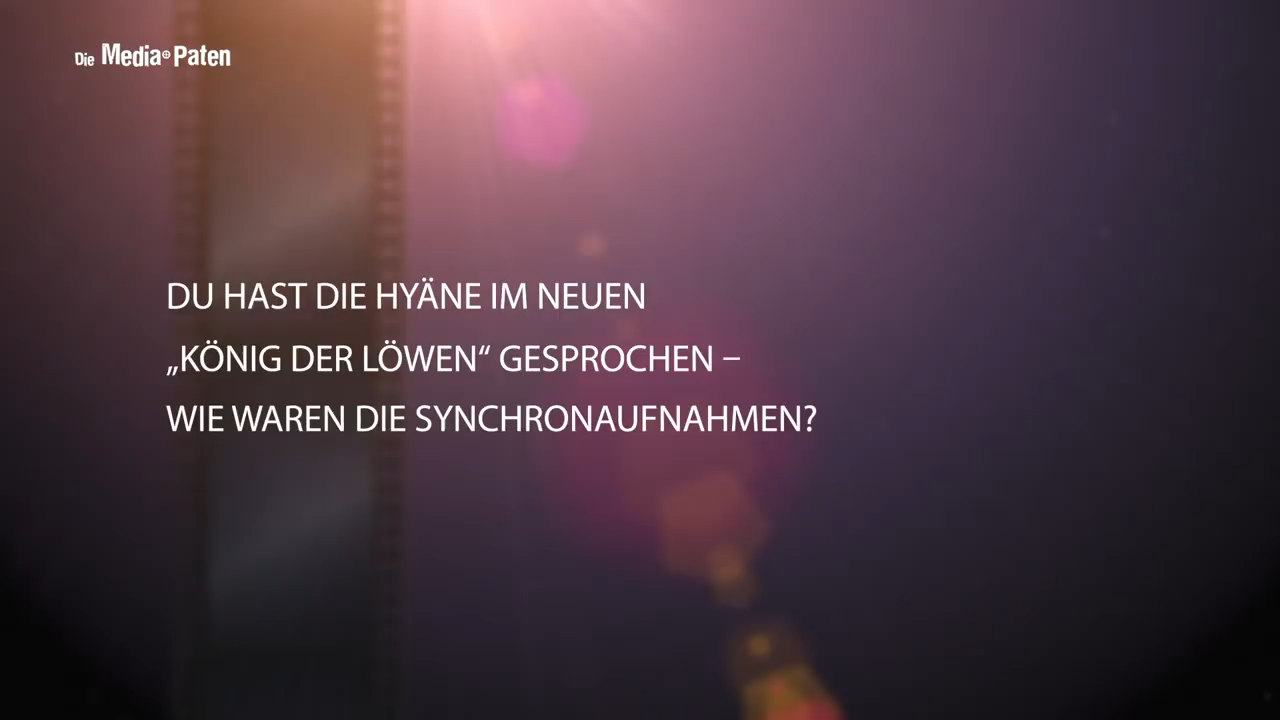 Die Media Paten
DU HAST DIE HYÄNE IM NEUEN
„KÖNIG DER LÖWEN“ GESPROCHEN –
WIE WAREN DIE SYNCHRONAUFNAHMEN?